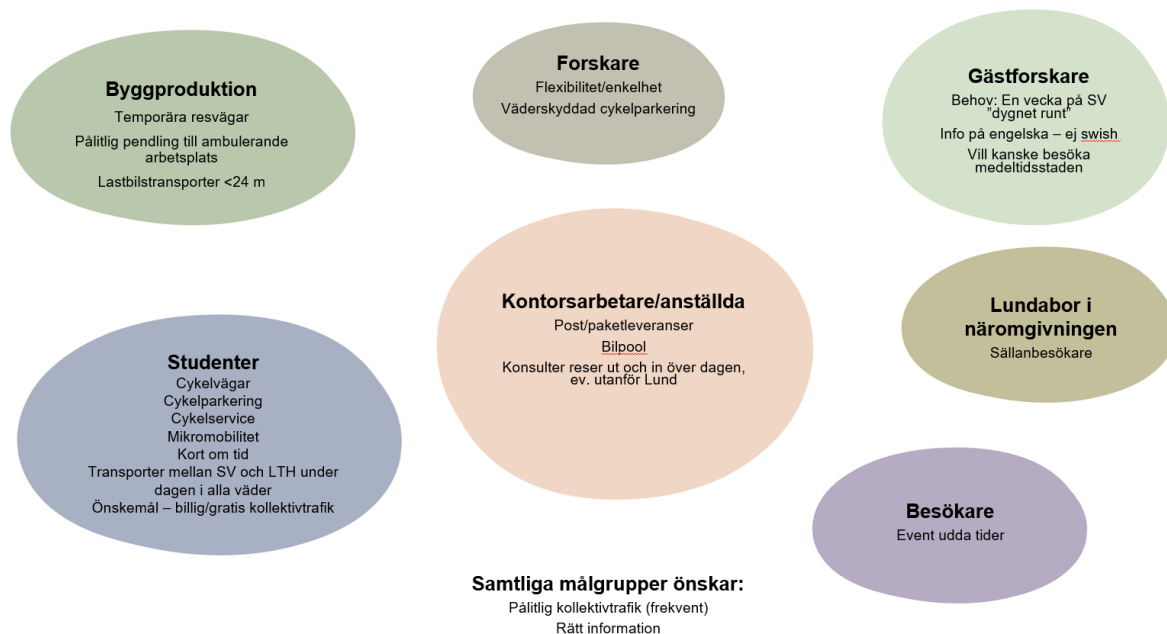 Byggproduktion
Temporära resvägar
Pålitlig pendling till ambulerande
arbetsplats
Lastbilstransporter <24 m
Forskare
Flexibilitet/enkelhet
Väderskyddad cykelparkering
Gästforskare
Behov: En vecka på SV
”dygnet runt”
Info på engelska – ej swish
Vill kanske besöka
medeltidsstaden
Kontorsarbetare/anställda
Post/paketleveranser
Bilpool
Konsulter reser ut och in över dagen,
ev. utanför Lund
Lundabor i
näromgivningen
Sällanbesökare
Studenter
Cykelvägar
Cykelparkering
Cykelservice
Mikromobilitet
Kort om tid
Transporter mellan SV och LTH under
dagen i alla väder
Önskemål – billig/gratis kollektivtrafik
Besökare
Event udda tider
Samtliga målgrupper önskar:
Pålitlig kollektivtrafik (frekvent)
Rätt information